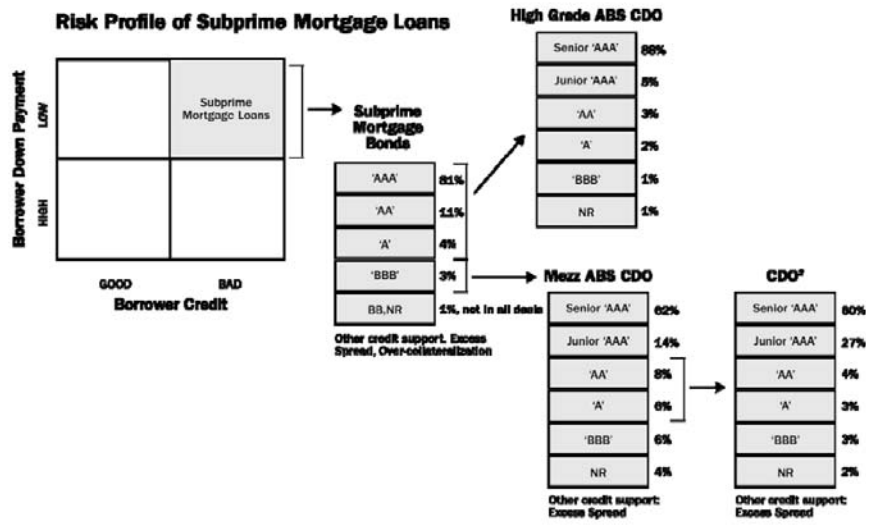 Risk Profile of Subprime Mortgage Loans
Borrower Down Payment
LOW
HIGH
Subprime
Mortgage Loans
GOOD
BAD
Borrower Credit
Subprime
Mortgage
Bonds
'AAA' 81%
'AA' 11%
'A' 4%
'BBB' 3%
BB,NR 1%, not in all deals
Other credit support. Excess
Spread, Over-collateralization
High Grade ABS CDO
Senior 'AAA' 88%
Junior 'AAA' 5%
'AA' 3%
'A' 2%
'BBB' 1%
NR 1%
Mezz ABS CDO
Senior 'AAA' 62%
Junior 'AAA' 14%
'AA' 8%
'A' 6%
'BBB' 6%
NR 4%
Other credit support:
Excess Spread
CDO²
Senior 'AAA' 60%
Junior 'AAA' 27%
'AA' 4%
'A' 3%
'BBB' 3%
NR 2%
Other credit support:
Excess Spread